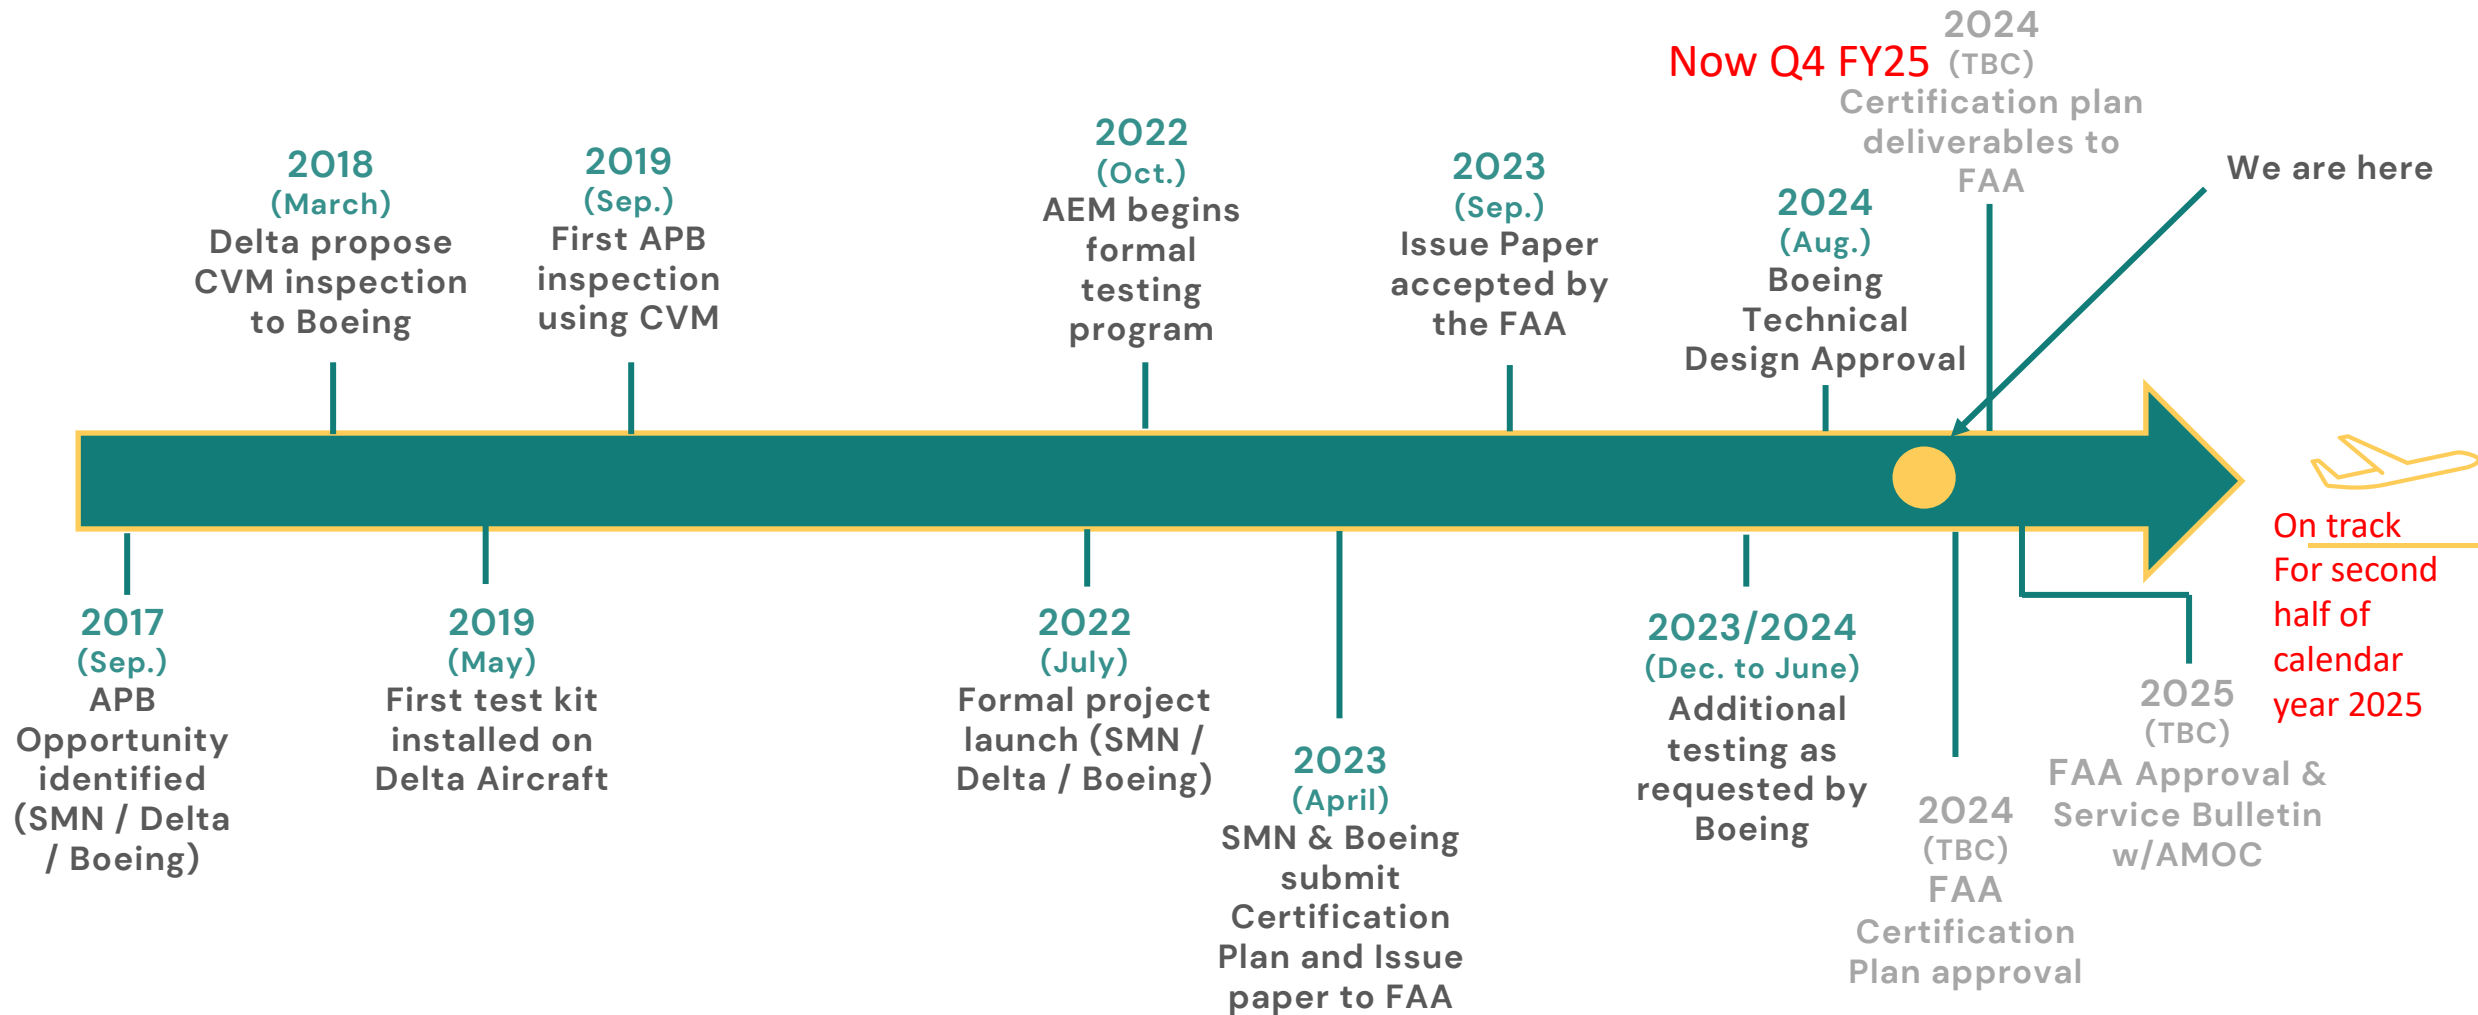 2018
(March)
Delta propose
CVM inspection
to Boeing
2019
(Sep.)
First APB
inspection
using CVM
2022
(Oct.)
AEM begins
formal
testing
program
2023
(Sep.)
Issue Paper
accepted by
the FAA
2024
(Aug.)
Boeing
Technical
Design Approval
Now Q4 FY25
2024
(TBC)
Certification plan
deliverables to
FAA
We are here
2017
(Sep.)
APB
Opportunity
identified
(SMN / Delta
/ Boeing)
2019
(May)
First test kit
installed on
Delta Aircraft
2022
(July)
Formal project
launch (SMN /
Delta / Boeing)
2023
(April)
SMN & Boeing
submit
Certification
Plan and Issue
paper to FAA
2023/2024
(Dec. to June)
Additional
testing as
requested by
Boeing
2024
(TBC)
FAA
Certification
Plan approval
2025
(TBC)
FAA Approval &
Service Bulletin
w/AMOC
On track
For second
half of
calendar
year 2025